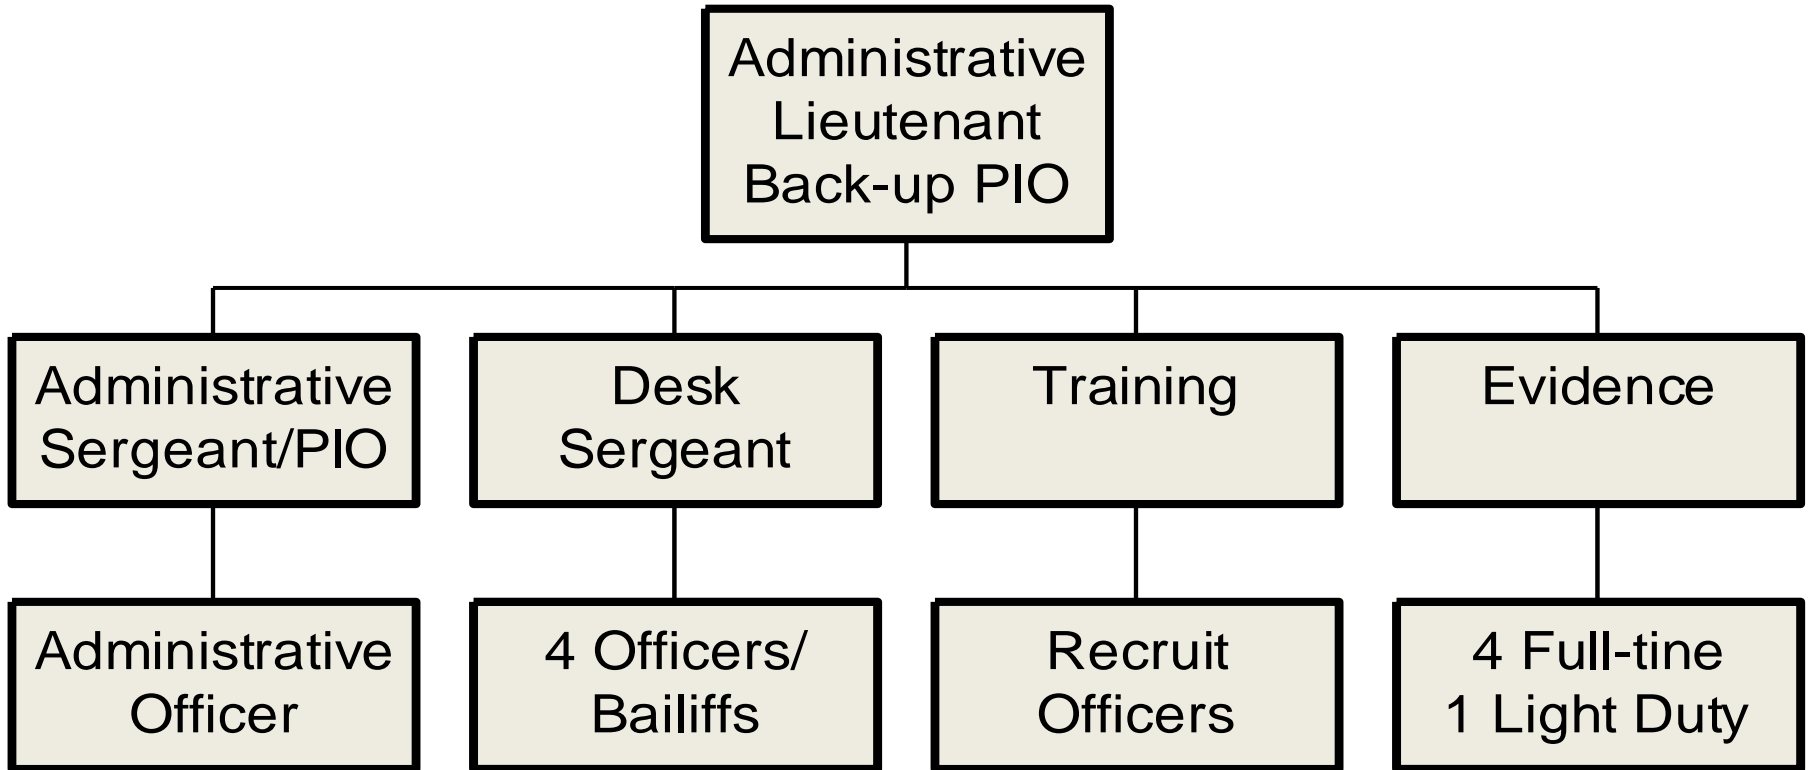 Administrative
Lieutenant
Back-up PIO
Administrative
Sergeant/PIO
Desk
Sergeant
Training
Evidence
Administrative
Officer
4 Officers/
Bailiffs
Recruit
Officers
4 Full-tine
1 Light Duty